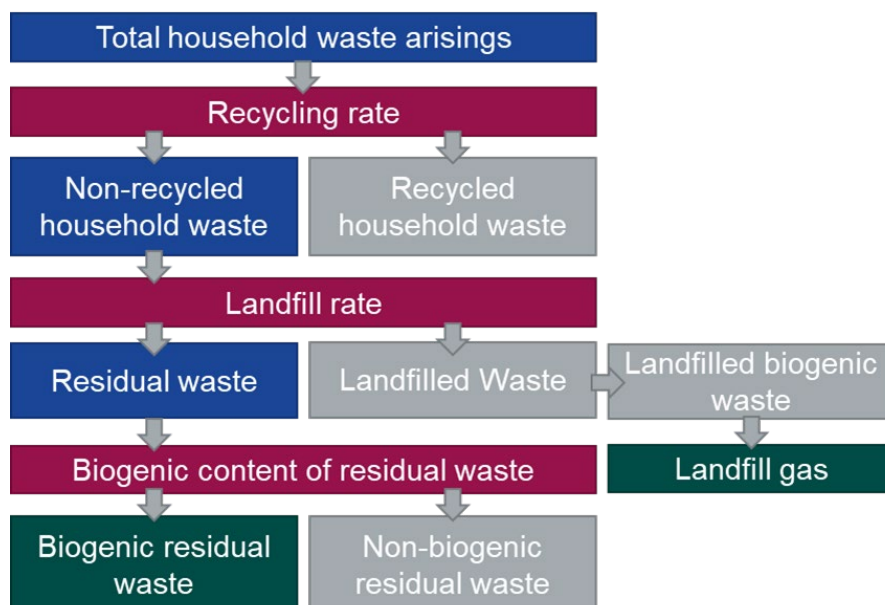 Total household waste arisings
Recycling rate
Non-recycled
household waste
Recycled
household waste
Landfill rate
Residual waste
Landfilled Waste
Landfilled biogenic
waste
Biogenic content of residual waste
Landfill gas
Biogenic residual
waste
Non-biogenic
residual waste